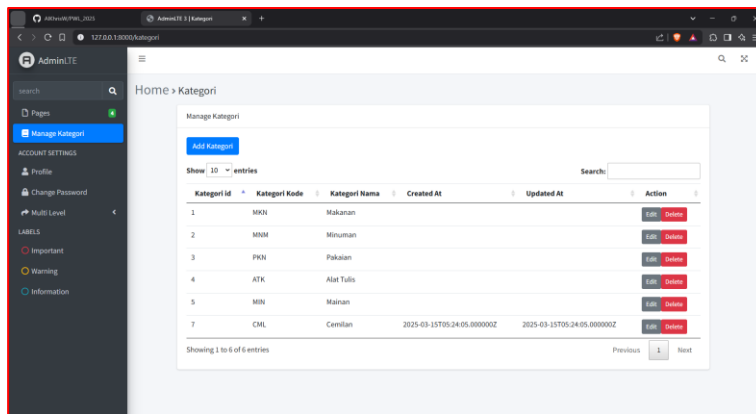 AlKhnsW/PWL_2025
AdminLTE 3 | Kategori
127.0.0.1:8000/kategori
AdminLTE
search
Pages
4
Manage Kategori
ACCOUNT SETTINGS
Profile
Change Password
Multi Level
LABELS
Important
Warning
Information
Home > Kategori
Manage Kategori
Add Kategori
Show 10 entries
Search:
Kategori id Kategori Kode Kategori Nama Created At Updated At Action
1 MKN Makanan Edit Delete
2 MNM Minuman Edit Delete
3 PKN Pakaian Edit Delete
4 ATK Alat Tulis Edit Delete
5 MIN Mainan Edit Delete
7 CML Cemilan 2025-03-15T05:24:05.000000Z 2025-03-15T05:24:05.000000Z Edit Delete
Showing 1 to 6 of 6 entries
Previous 1 Next